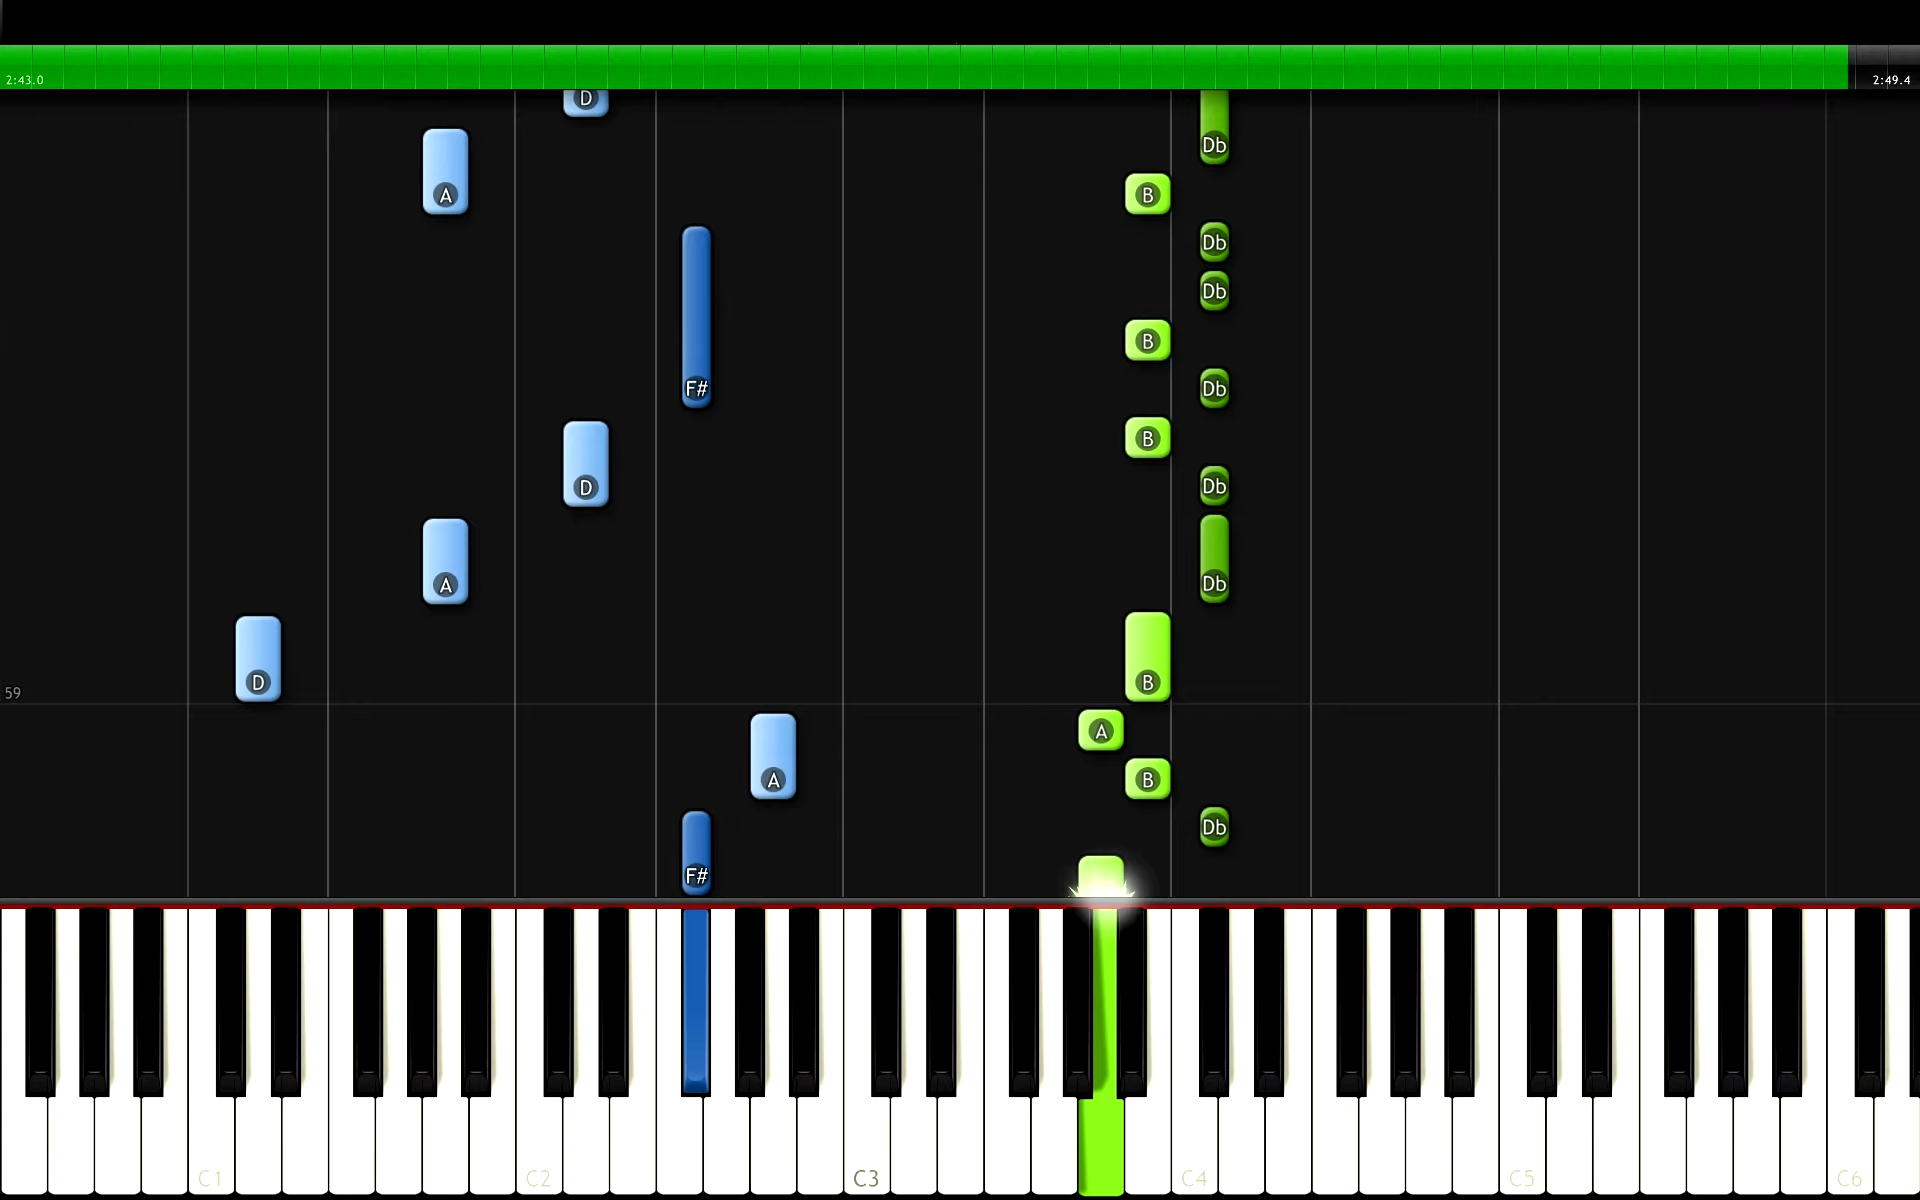 2:43.0 2:49.4
D
Db
A B
Db
Db
B
F# Db
B
D Db
A Db
D B
59
A
A B
Db
F#
C1 C2 C3 C4 C5 C6